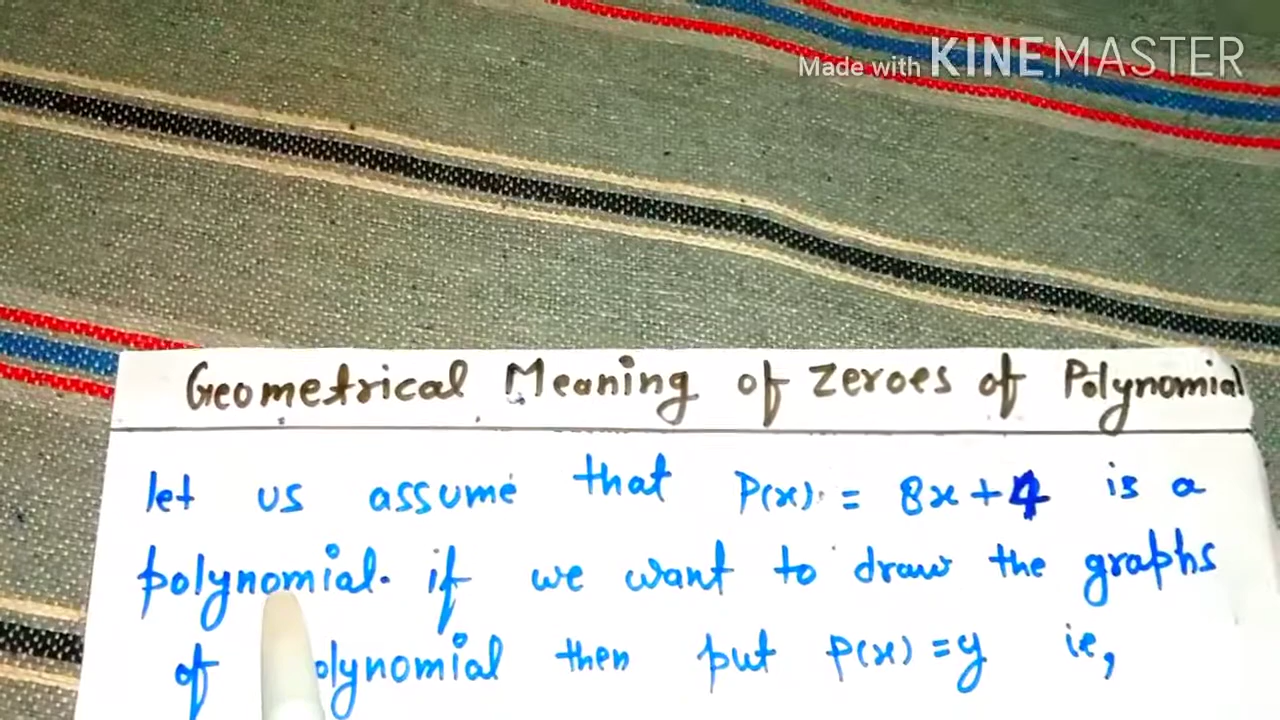 Made with KINEMASTER
Geometrical Meaning of zeroes of Polynomial
let us assume that P(x) = 8x+4 is a
polynomial. if we want to draw the graphs
of polynomial then put P(x) = y ie,